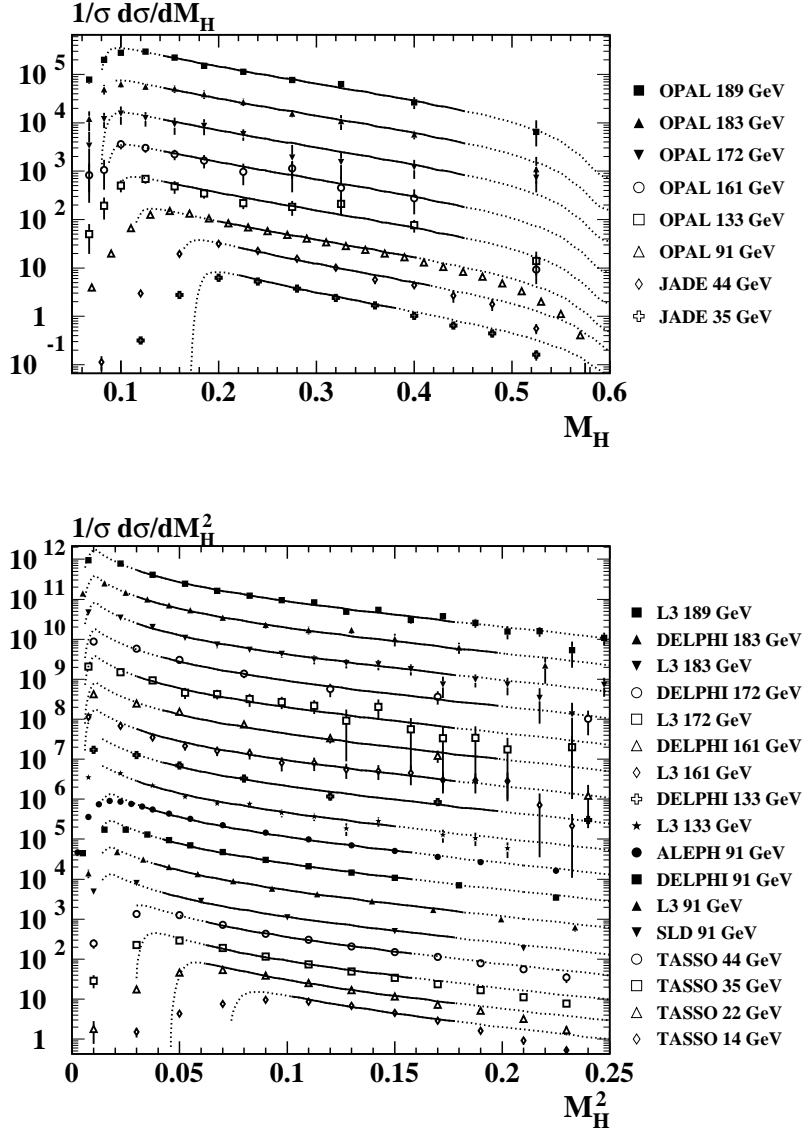 1/σ dσ/dM_H
10^5
10^4
10^3
10^2
10
1
10^-1
0.1 0.2 0.3 0.4 0.5 0.6
M_H
OPAL 189 GeV
OPAL 183 GeV
OPAL 172 GeV
OPAL 161 GeV
OPAL 133 GeV
OPAL 91 GeV
JADE 44 GeV
JADE 35 GeV
1/σ dσ/dM_H^2
10^12
10^11
10^10
10^9
10^8
10^7
10^6
10^5
10^4
10^3
10^2
10
1
0 0.05 0.1 0.15 0.2 0.25
M_H^2
L3 189 GeV
DELPHI 183 GeV
L3 183 GeV
DELPHI 172 GeV
L3 172 GeV
DELPHI 161 GeV
L3 161 GeV
DELPHI 133 GeV
L3 133 GeV
ALEPH 91 GeV
DELPHI 91 GeV
L3 91 GeV
SLD 91 GeV
TASSO 44 GeV
TASSO 35 GeV
TASSO 22 GeV
TASSO 14 GeV